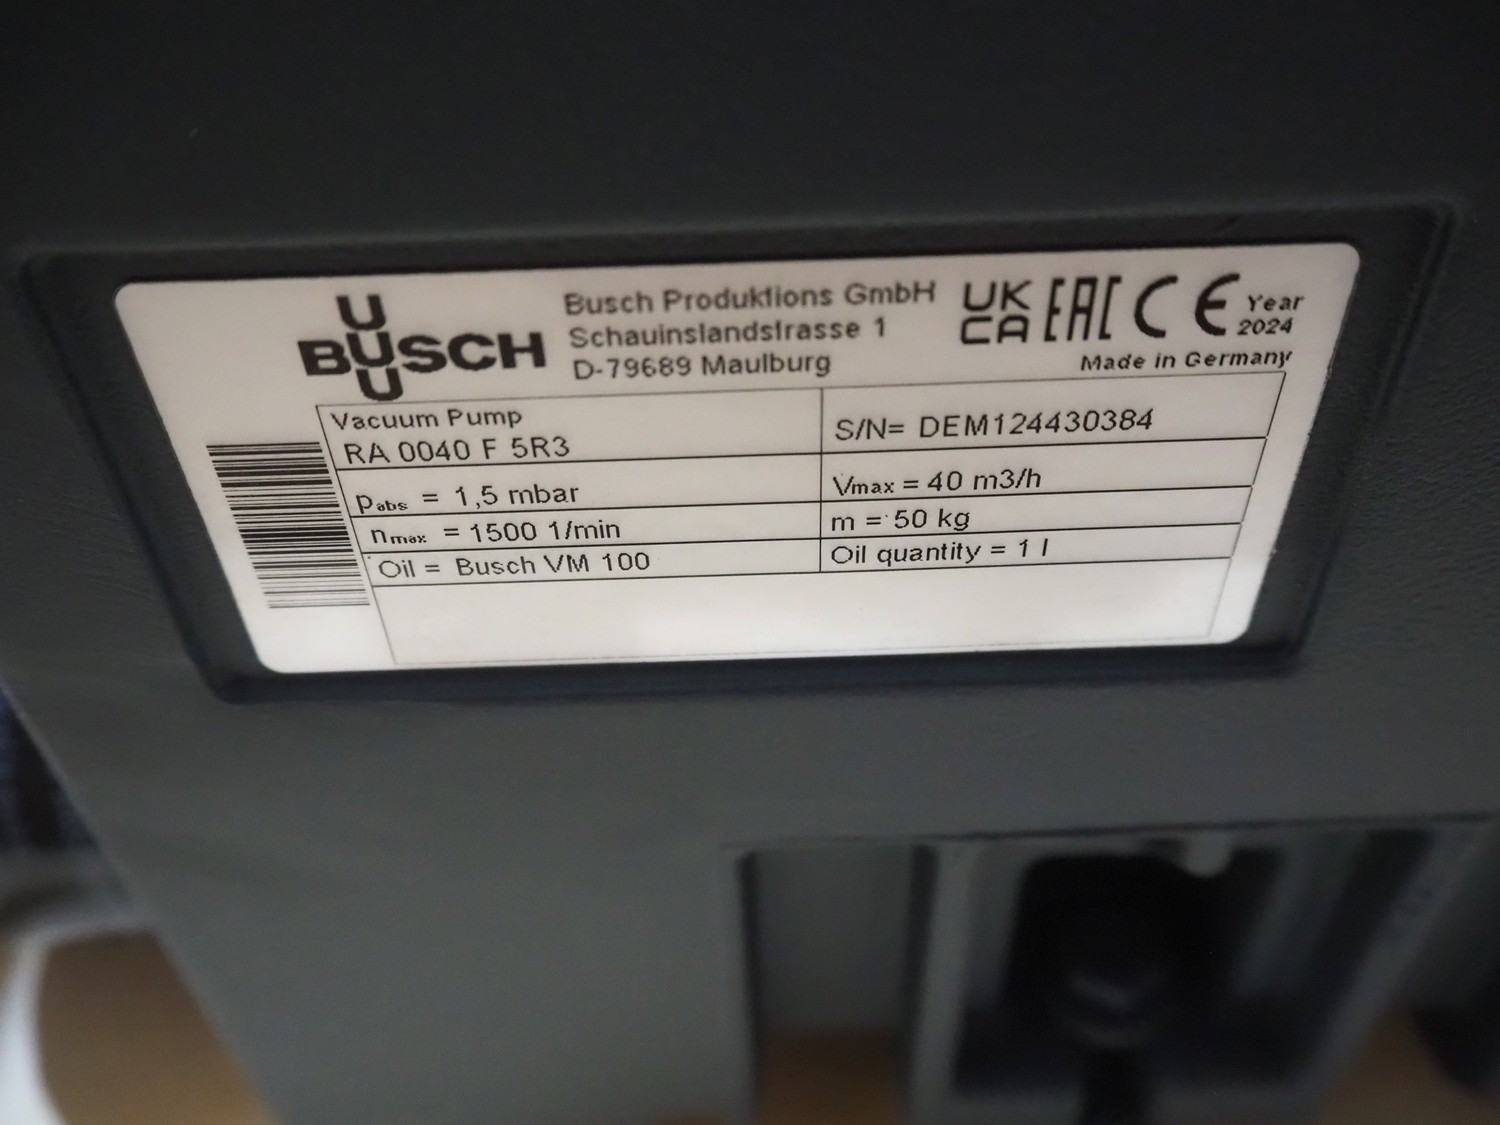 U
BUSCH
U
Busch Produktions GmbH
Schauinslandstrasse 1
D-79689 Maulburg
UK
CA
EAC
CE
Year
2024
Made in Germany
Vacuum Pump
RA 0040 F 5R3
S/N= DEM124430384
pabs = 1,5 mbar
Vmax = 40 m3/h
nmax = 1500 1/min
m = 50 kg
Oil = Busch VM 100
Oil quantity = 1 l